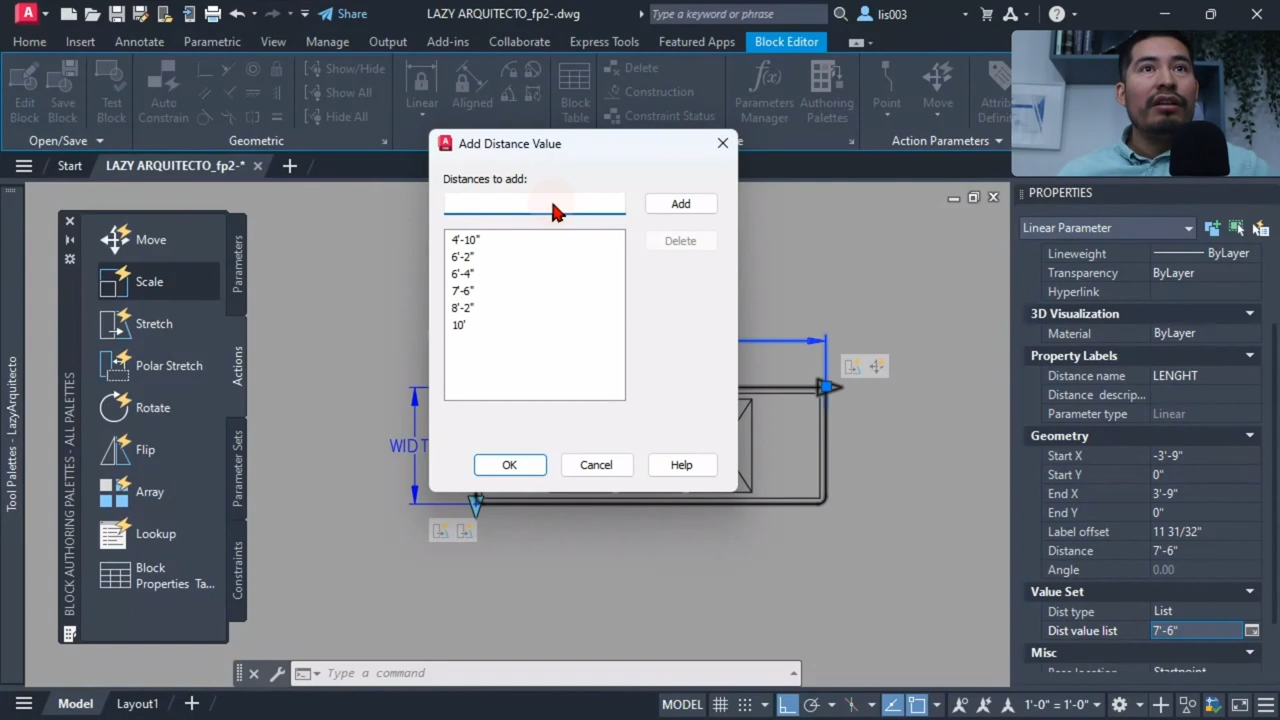 A
Share
LAZY ARQUITECTO_fp2-.dwg
Type a keyword or phrase
lis003
Home Insert Annotate Parametric View Manage Output Add-ins Collaborate Express Tools Featured Apps Block Editor
Edit Block
Save Block
Test Block
Auto Constrain
Show/Hide
Show All
Hide All
Linear
Aligned
Block Table
Delete
Construction
Constraint Status
Parameters Manager
Authoring Palettes
Point
Move
Open/Save
Geometric
Action Parameters
Start
LAZY ARQUITECTO_fp2-*
Add Distance Value
Distances to add:
Add
Delete
4'-10"
6'-2"
6'-4"
7'-6"
8'-2"
10'
OK
Cancel
Help
Move
Scale
Stretch
Polar Stretch
Rotate
Flip
Array
Lookup
Block
Properties Ta...
Parameters
Actions
Parameter Sets
Constraints
BLOCK AUTHORING PALETTES - ALL PALETTES
Tool Palettes - LazyArquitecto
PROPERTIES
Linear Parameter
Lineweight ByLayer
Transparency ByLayer
Hyperlink
3D Visualization
Material ByLayer
Property Labels
Distance name LENGHT
Distance descrip...
Parameter type Linear
Geometry
Start X -3'-9"
Start Y 0"
End X 3'-9"
End Y 0"
Label offset 11 31/32"
Distance 7'-6"
Angle 0.00
Value Set
Dist type List
Dist value list 7'-6"
Misc
Type a command
Model
Layout1
MODEL
1'-0" = 1'-0"